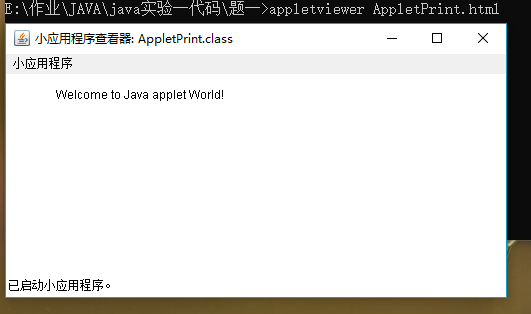 E:\作业\JAVA\java实验一代码\题一>appletviewer AppletPrint.html
小应用程序查看器: AppletPrint.class
小应用程序
Welcome to Java applet World!
已启动小应用程序。